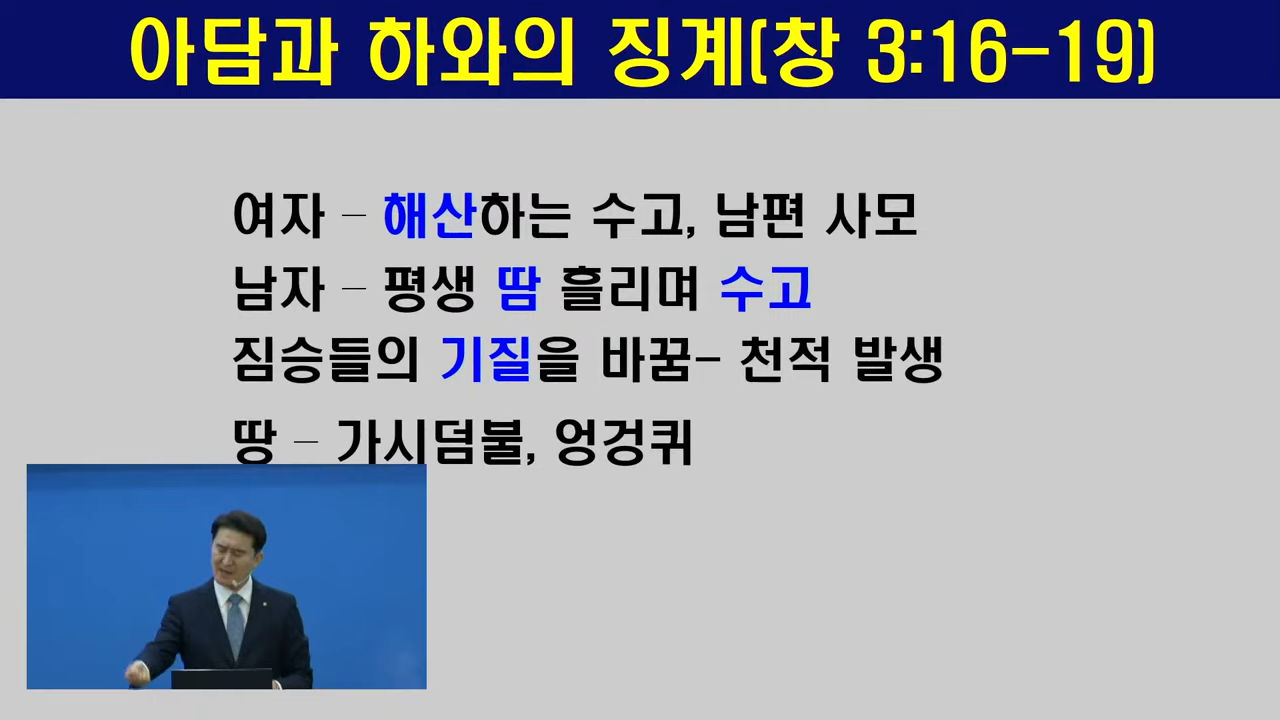 아담과 하와의 징계(창 3:16-19)
여자 - 해산하는 수고, 남편 사모
남자 - 평생 땀 흘리며 수고
짐승들의 기질을 바꿈- 천적 발생
땅 - 가시덤불, 엉겅퀴